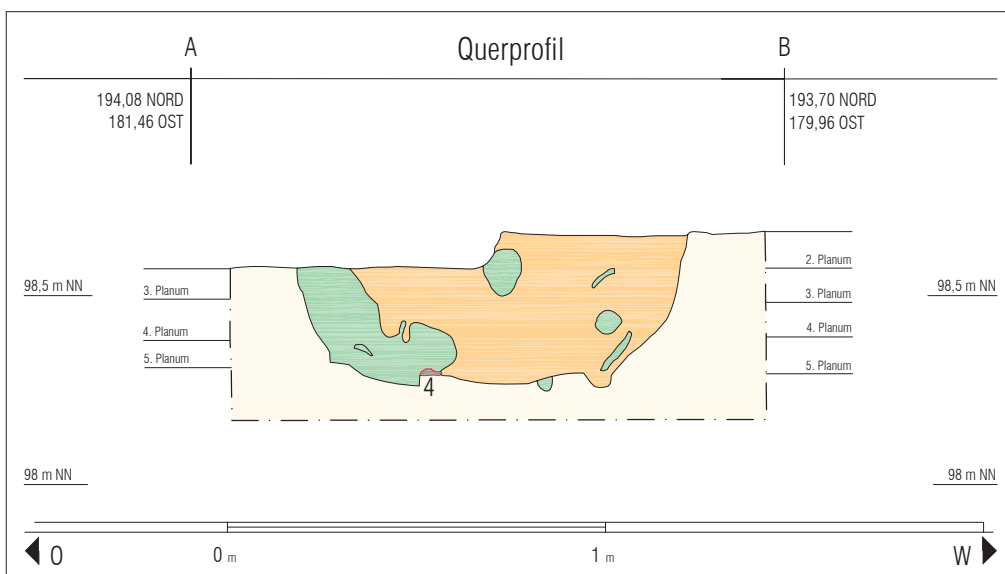 A Querprofil B
194,08 NORD
181,46 OST
193,70 NORD
179,96 OST
2. Planum
98,5 m NN 3. Planum 3. Planum 98,5 m NN
4. Planum 4. Planum
5. Planum 5. Planum
4
98 m NN 98 m NN
O 0 m 1 m W